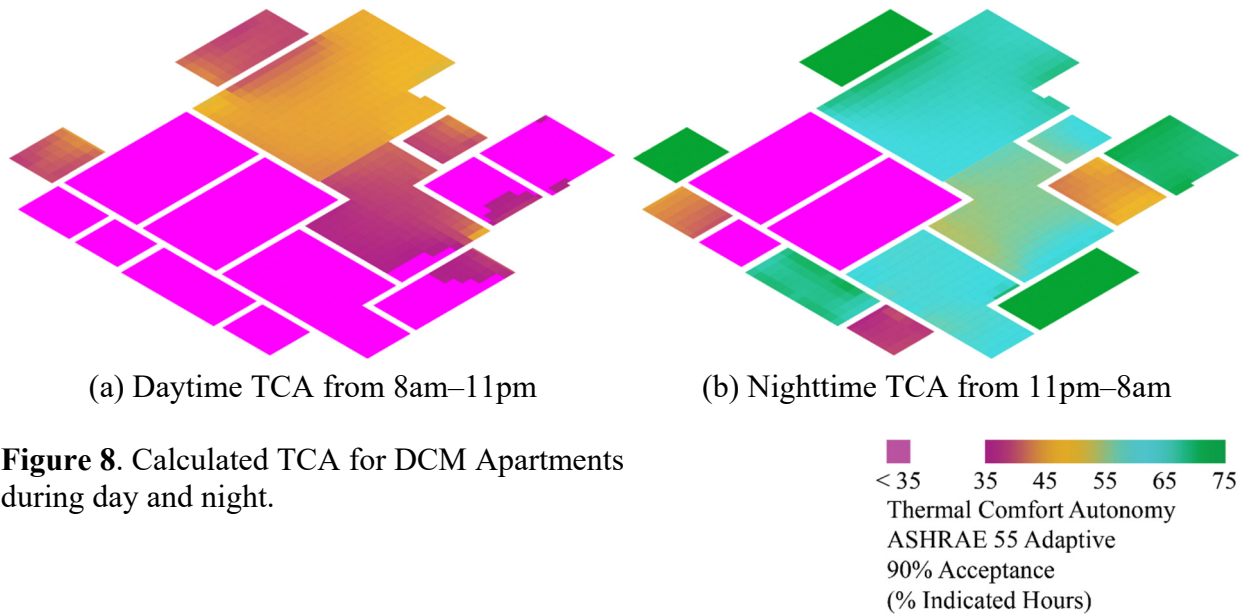 (a) Daytime TCA from 8am–11pm
(b) Nighttime TCA from 11pm–8am
Figure 8. Calculated TCA for DCM Apartments
during day and night.
< 35 35 45 55 65 75
Thermal Comfort Autonomy
ASHRAE 55 Adaptive
90% Acceptance
(% Indicated Hours)